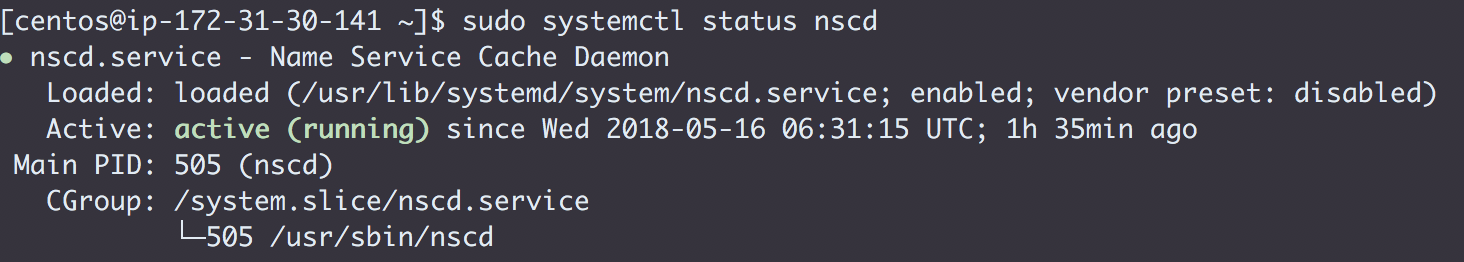 [centos@ip-172-31-30-141 ~]$ sudo systemctl status nscd
● nscd.service - Name Service Cache Daemon
   Loaded: loaded (/usr/lib/systemd/system/nscd.service; enabled; vendor preset: disabled)
   Active: active (running) since Wed 2018-05-16 06:31:15 UTC; 1h 35min ago
 Main PID: 505 (nscd)
   CGroup: /system.slice/nscd.service
           └─505 /usr/sbin/nscd